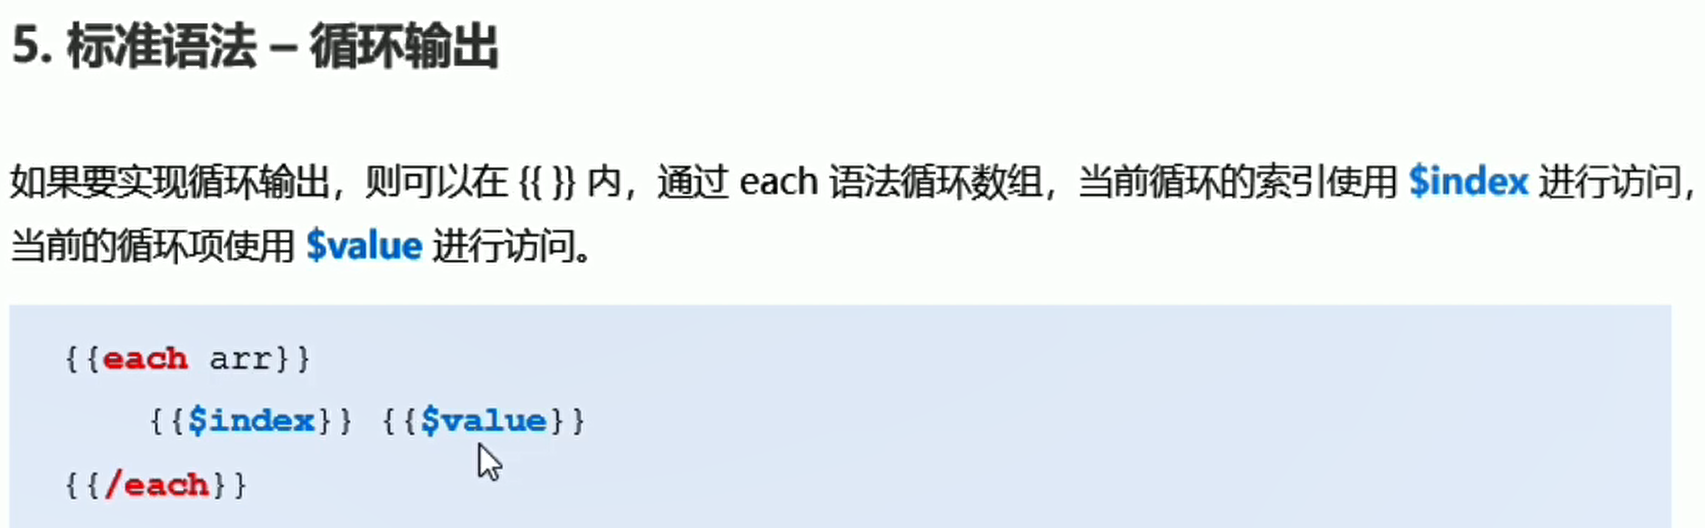 5. 标准语法 – 循环输出
如果要实现循环输出，则可以在 {{ }} 内，通过 each 语法循环数组，当前循环的索引使用 $index 进行访问，
当前的循环项使用 $value 进行访问。
{{each arr}}
{{$index}} {{$value}}
{{/each}}